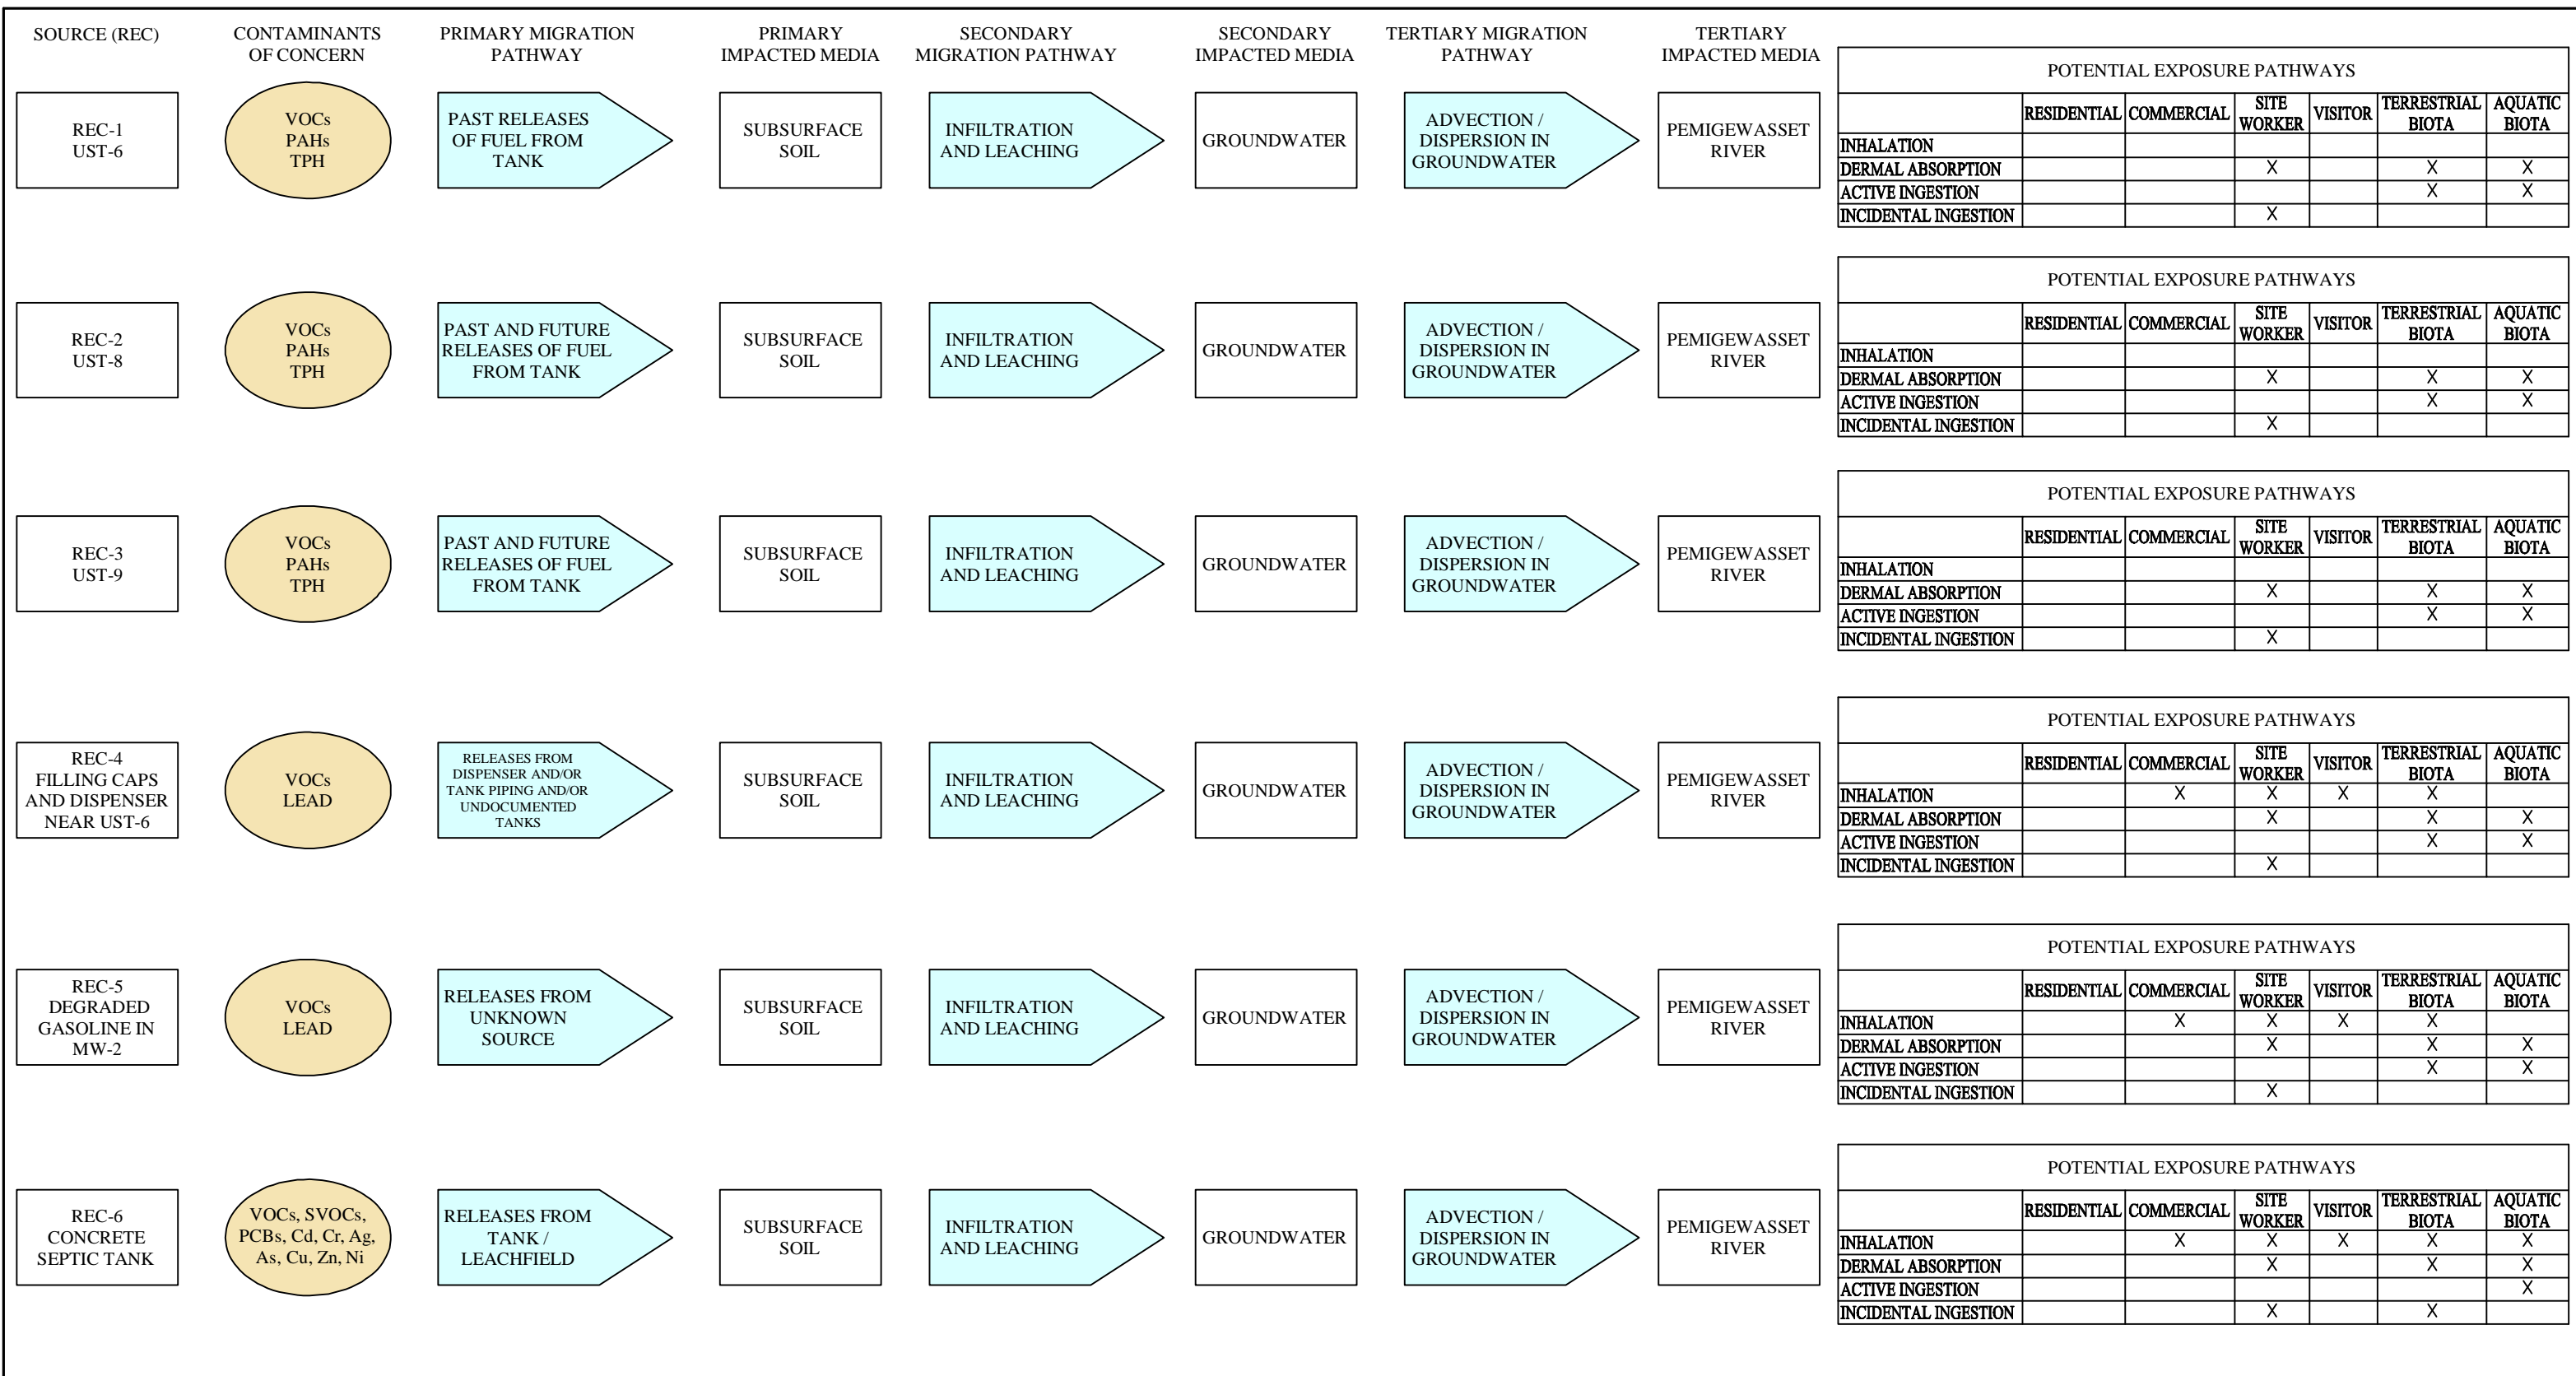 SOURCE (REC)
CONTAMINANTS
OF CONCERN
PRIMARY MIGRATION
PATHWAY
PRIMARY
IMPACTED MEDIA
SECONDARY
MIGRATION PATHWAY
SECONDARY
IMPACTED MEDIA
TERTIARY MIGRATION
PATHWAY
TERTIARY
IMPACTED MEDIA
REC-1
UST-6
VOCs
PAHs
TPH
PAST RELEASES
OF FUEL FROM
TANK
SUBSURFACE
SOIL
INFILTRATION
AND LEACHING
GROUNDWATER
ADVECTION /
DISPERSION IN
GROUNDWATER
PEMIGEWASSET
RIVER
POTENTIAL EXPOSURE PATHWAYS
RESIDENTIAL COMMERCIAL SITE WORKER VISITOR TERRESTRIAL BIOTA AQUATIC BIOTA
INHALATION
DERMAL ABSORPTION X X X
ACTIVE INGESTION X X
INCIDENTAL INGESTION X
REC-2
UST-8
VOCs
PAHs
TPH
PAST AND FUTURE
RELEASES OF FUEL
FROM TANK
SUBSURFACE
SOIL
INFILTRATION
AND LEACHING
GROUNDWATER
ADVECTION /
DISPERSION IN
GROUNDWATER
PEMIGEWASSET
RIVER
POTENTIAL EXPOSURE PATHWAYS
RESIDENTIAL COMMERCIAL SITE WORKER VISITOR TERRESTRIAL BIOTA AQUATIC BIOTA
INHALATION
DERMAL ABSORPTION X X X
ACTIVE INGESTION X X
INCIDENTAL INGESTION X
REC-3
UST-9
VOCs
PAHs
TPH
PAST AND FUTURE
RELEASES OF FUEL
FROM TANK
SUBSURFACE
SOIL
INFILTRATION
AND LEACHING
GROUNDWATER
ADVECTION /
DISPERSION IN
GROUNDWATER
PEMIGEWASSET
RIVER
POTENTIAL EXPOSURE PATHWAYS
RESIDENTIAL COMMERCIAL SITE WORKER VISITOR TERRESTRIAL BIOTA AQUATIC BIOTA
INHALATION
DERMAL ABSORPTION X X X
ACTIVE INGESTION X X
INCIDENTAL INGESTION X
REC-4
FILLING CAPS
AND DISPENSER
NEAR UST-6
VOCs
LEAD
RELEASES FROM
DISPENSER AND/OR
TANK PIPING AND/OR
UNDOCUMENTED
TANKS
SUBSURFACE
SOIL
INFILTRATION
AND LEACHING
GROUNDWATER
ADVECTION /
DISPERSION IN
GROUNDWATER
PEMIGEWASSET
RIVER
POTENTIAL EXPOSURE PATHWAYS
RESIDENTIAL COMMERCIAL SITE WORKER VISITOR TERRESTRIAL BIOTA AQUATIC BIOTA
INHALATION X X X X
DERMAL ABSORPTION X X X
ACTIVE INGESTION X X
INCIDENTAL INGESTION X
REC-5
DEGRADED
GASOLINE IN
MW-2
VOCs
LEAD
RELEASES FROM
UNKNOWN
SOURCE
SUBSURFACE
SOIL
INFILTRATION
AND LEACHING
GROUNDWATER
ADVECTION /
DISPERSION IN
GROUNDWATER
PEMIGEWASSET
RIVER
POTENTIAL EXPOSURE PATHWAYS
RESIDENTIAL COMMERCIAL SITE WORKER VISITOR TERRESTRIAL BIOTA AQUATIC BIOTA
INHALATION X X X X
DERMAL ABSORPTION X X X
ACTIVE INGESTION X X
INCIDENTAL INGESTION X
REC-6
CONCRETE
SEPTIC TANK
VOCs, SVOCs,
PCBs, Cd, Cr, Ag,
As, Cu, Zn, Ni
RELEASES FROM
TANK /
LEACHFIELD
SUBSURFACE
SOIL
INFILTRATION
AND LEACHING
GROUNDWATER
ADVECTION /
DISPERSION IN
GROUNDWATER
PEMIGEWASSET
RIVER
POTENTIAL EXPOSURE PATHWAYS
RESIDENTIAL COMMERCIAL SITE WORKER VISITOR TERRESTRIAL BIOTA AQUATIC BIOTA
INHALATION X X X X X
DERMAL ABSORPTION X X X
ACTIVE INGESTION X
INCIDENTAL INGESTION X X